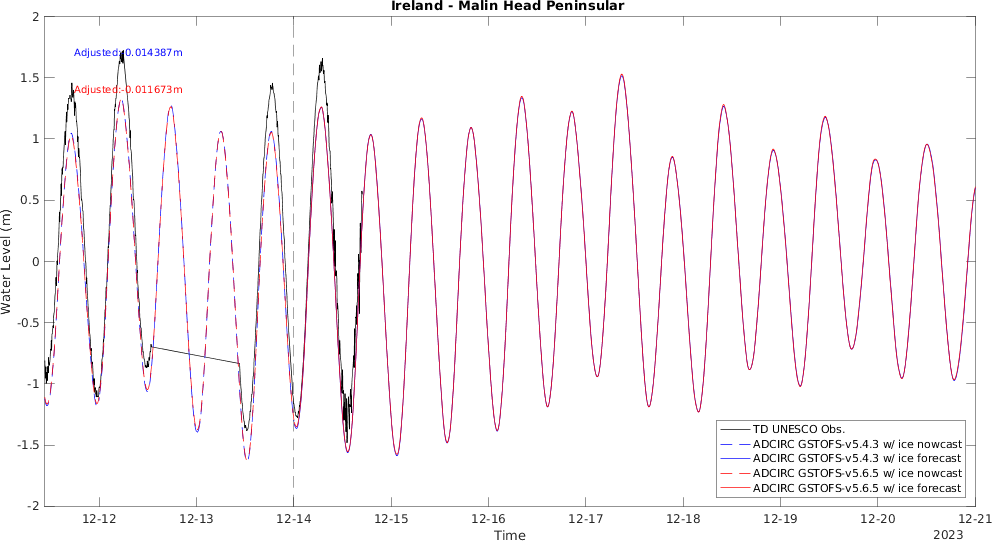 Ireland - Malin Head Peninsular
Adjusted:-0.014387m
Adjusted:-0.011673m
Water Level (m)
2
1.5
1
0.5
0
-0.5
-1
-1.5
-2
12-12
12-13
12-14
12-15
12-16
12-17
12-18
12-19
12-20
12-21
Time
2023
TD UNESCO Obs.
ADCIRC GSTOFS-v5.4.3 w/ ice nowcast
ADCIRC GSTOFS-v5.4.3 w/ ice forecast
ADCIRC GSTOFS-v5.6.5 w/ ice nowcast
ADCIRC GSTOFS-v5.6.5 w/ ice forecast